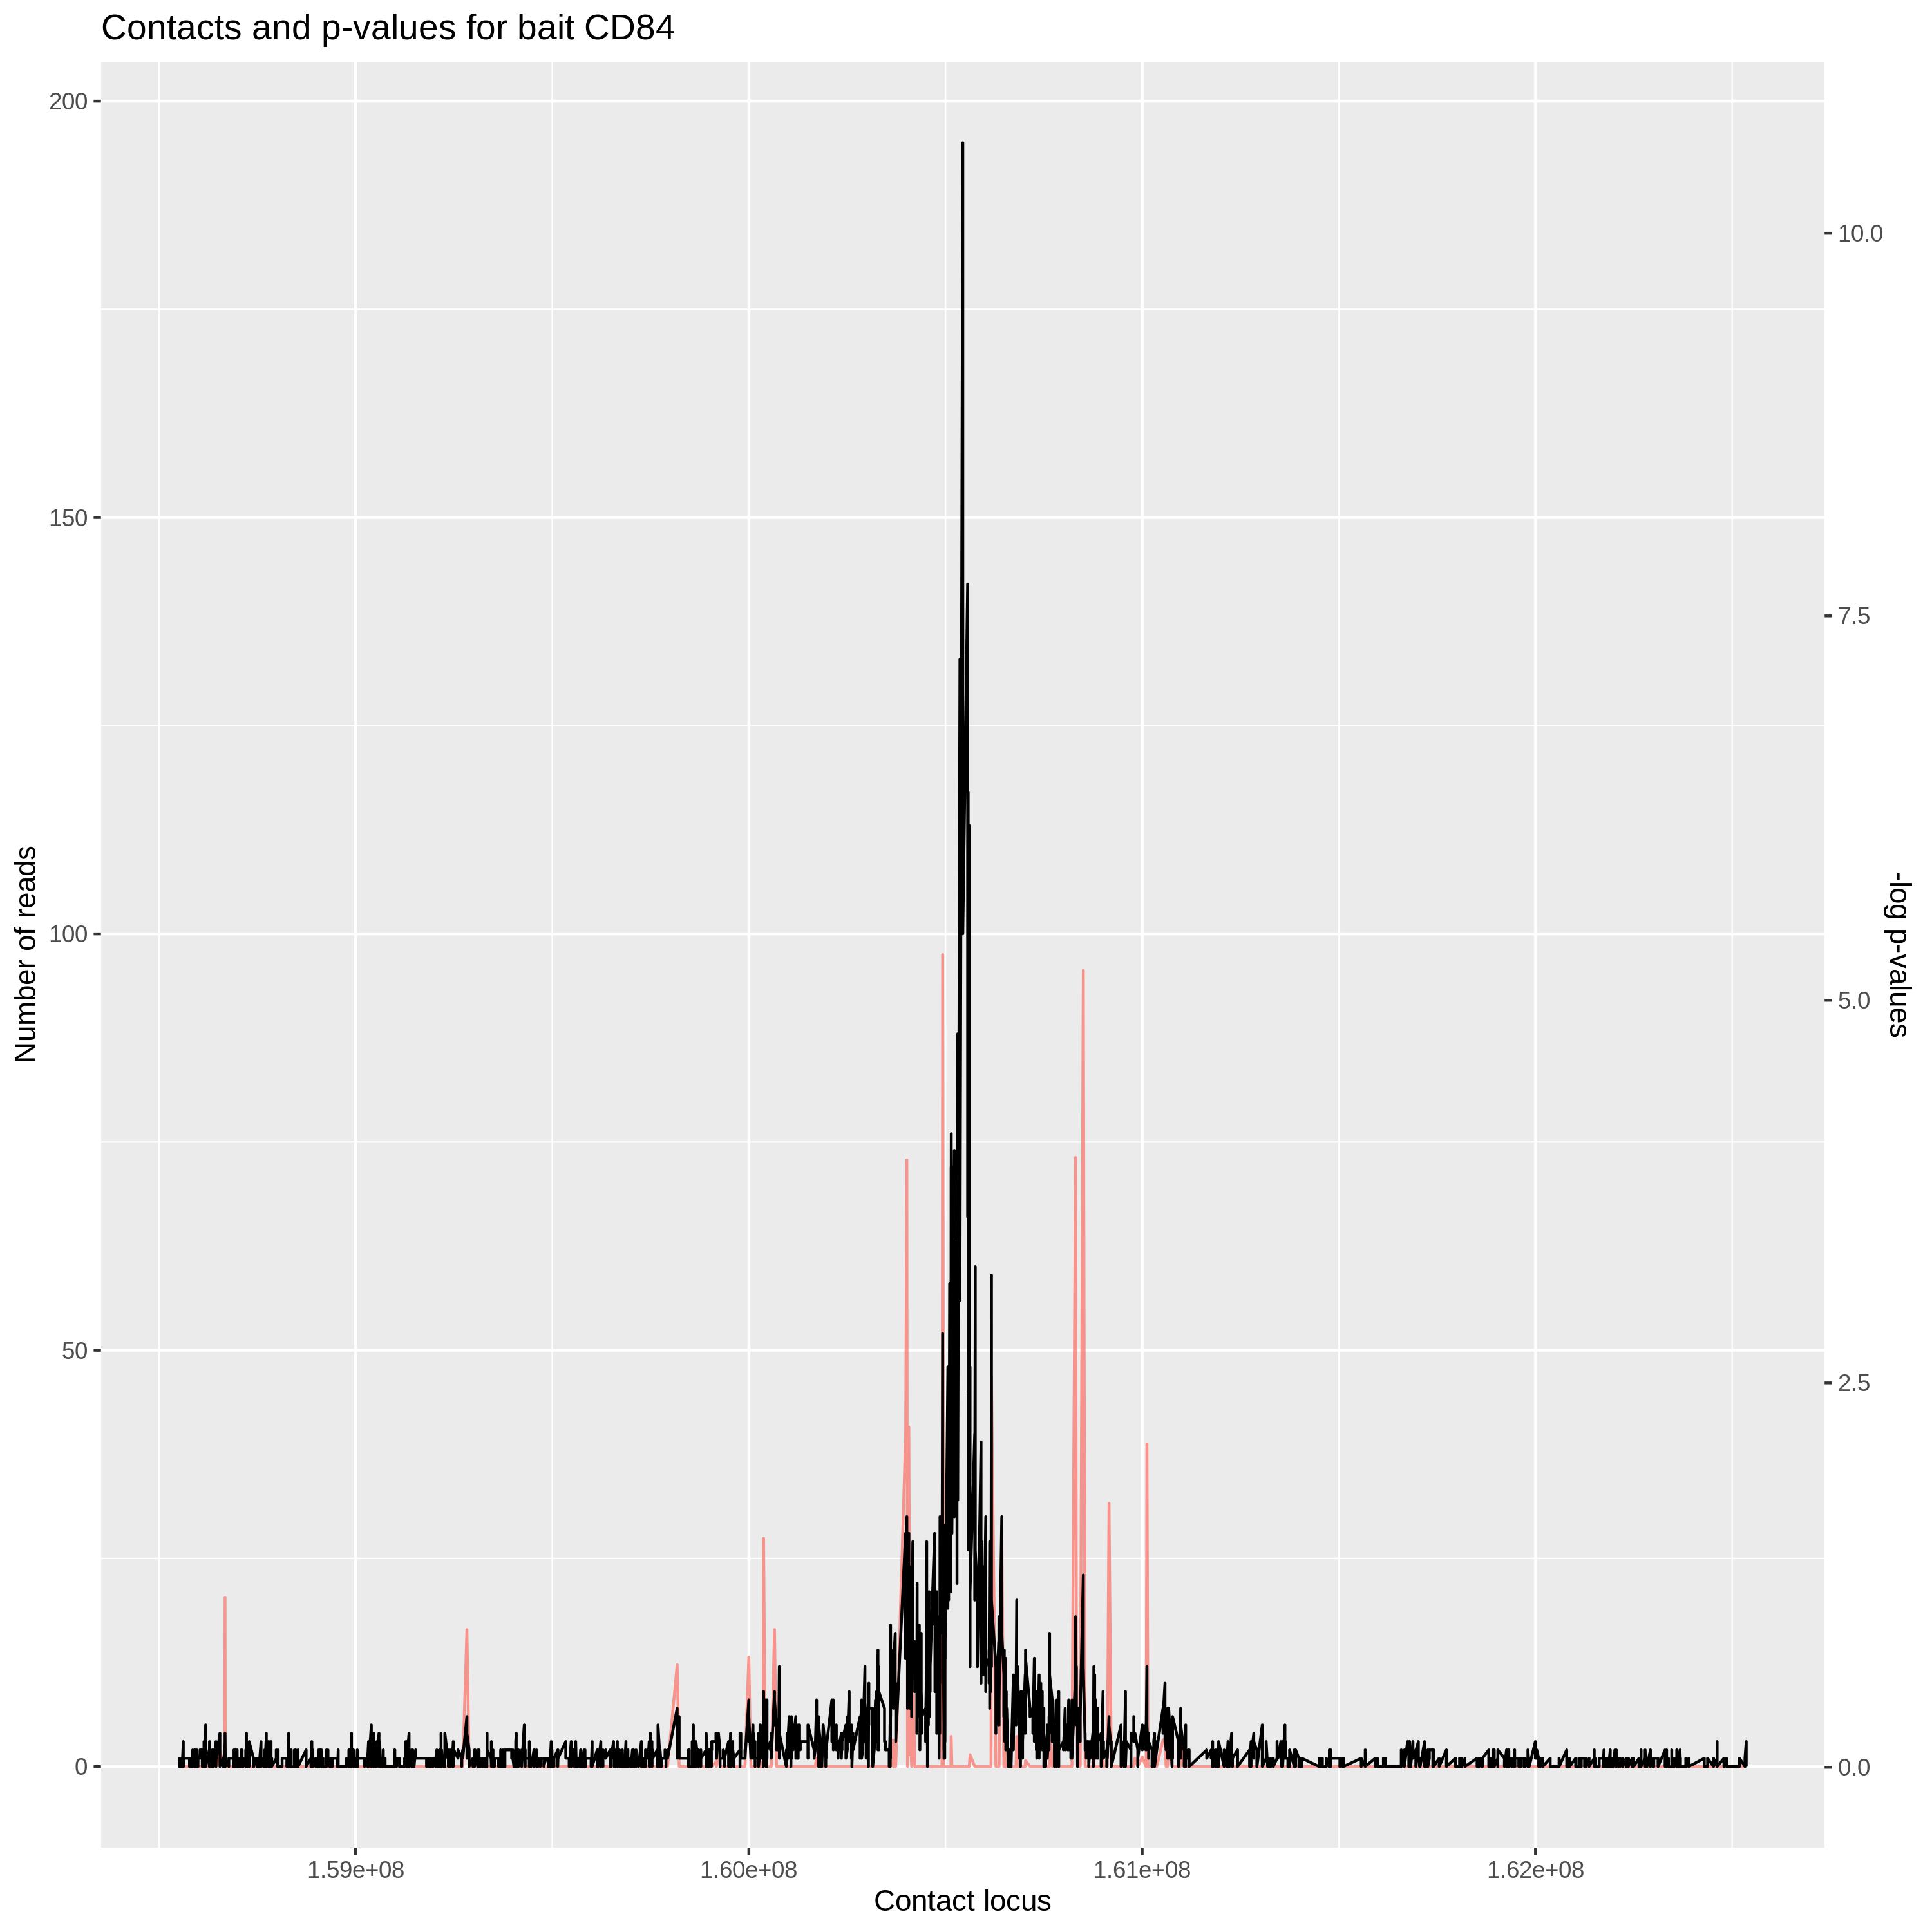 Contacts and p-values for bait CD84
200
150
100
50
0
Number of reads
10.0
7.5
5.0
2.5
0.0
-log p-values
1.59e+08
1.60e+08
1.61e+08
1.62e+08
Contact locus